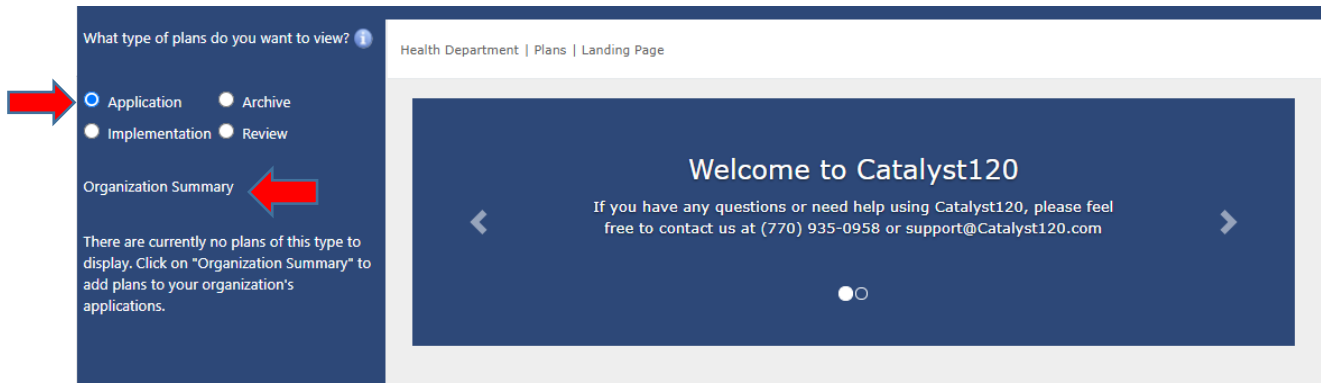 What type of plans do you want to view?
Application Archive
Implementation Review
Organization Summary
There are currently no plans of this type to
display. Click on "Organization Summary" to
add plans to your organization's
applications.
Health Department | Plans | Landing Page
Welcome to Catalyst120
If you have any questions or need help using Catalyst120, please feel
free to contact us at (770) 935-0958 or support@Catalyst120.com